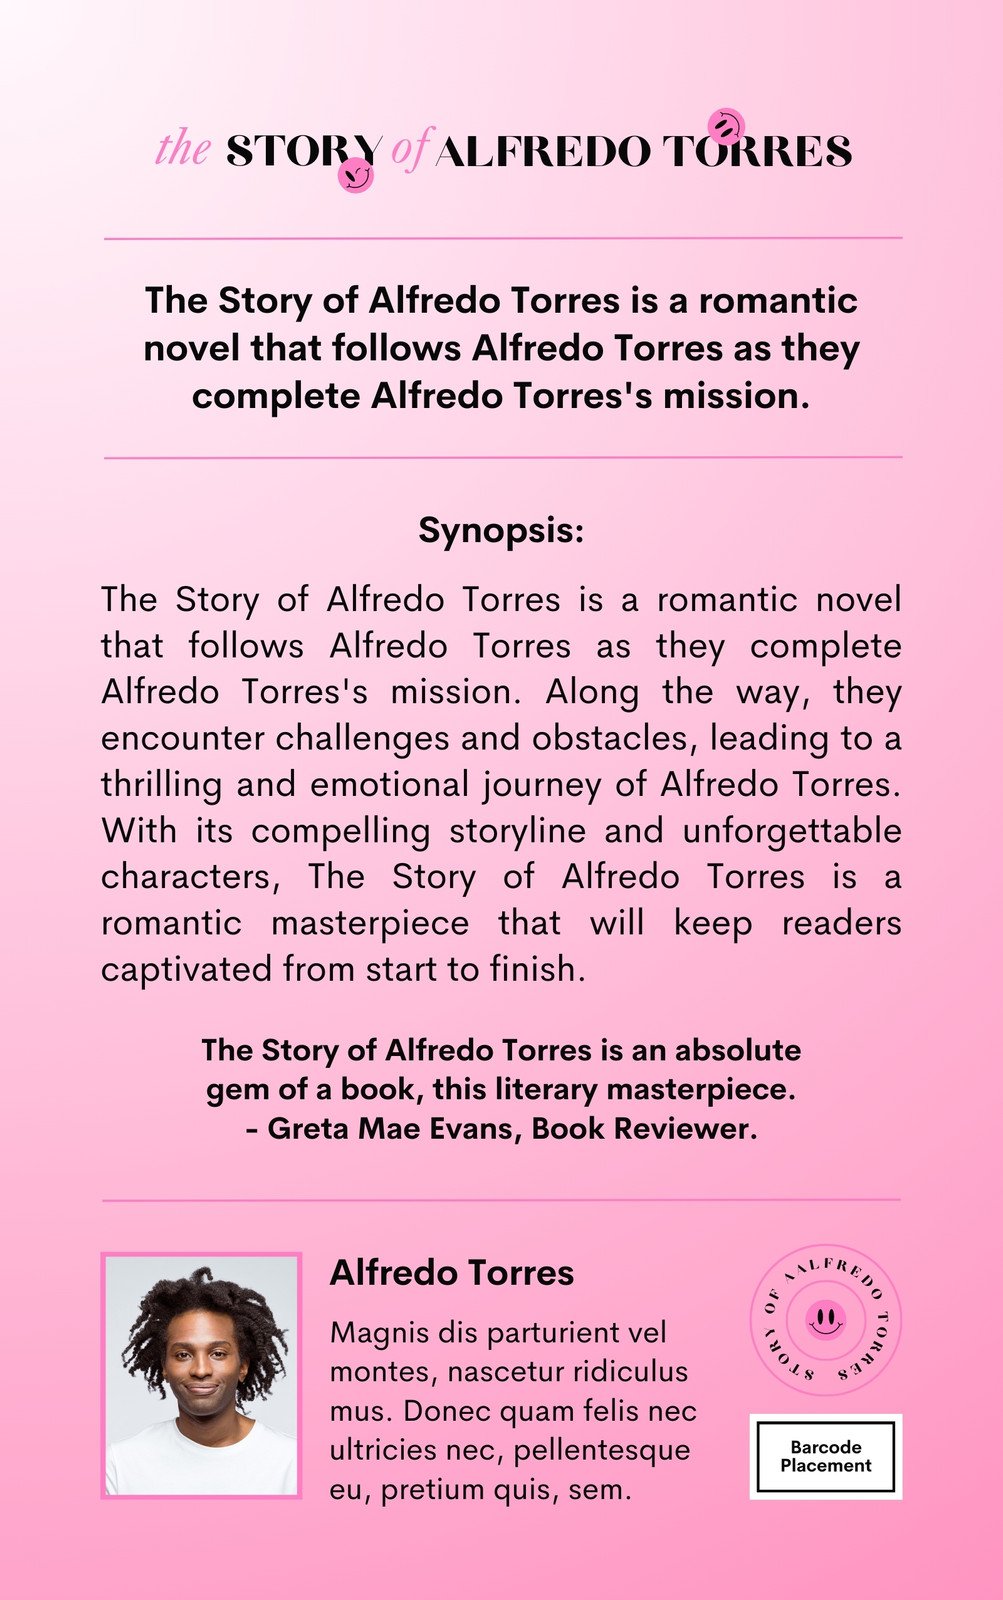 the STORY of ALFREDO TORRES
The Story of Alfredo Torres is a romantic
novel that follows Alfredo Torres as they
complete Alfredo Torres's mission.
Synopsis:
The Story of Alfredo Torres is a romantic novel
that follows Alfredo Torres as they complete
Alfredo Torres's mission. Along the way, they
encounter challenges and obstacles, leading to a
thrilling and emotional journey of Alfredo Torres.
With its compelling storyline and unforgettable
characters, The Story of Alfredo Torres is a
romantic masterpiece that will keep readers
captivated from start to finish.
The Story of Alfredo Torres is an absolute
gem of a book, this literary masterpiece.
- Greta Mae Evans, Book Reviewer.
Alfredo Torres
Magnis dis parturient vel
montes, nascetur ridiculus
mus. Donec quam felis nec
ultricies nec, pellentesque
eu, pretium quis, sem.
STORY OF AALFREDO TORRES
Barcode
Placement